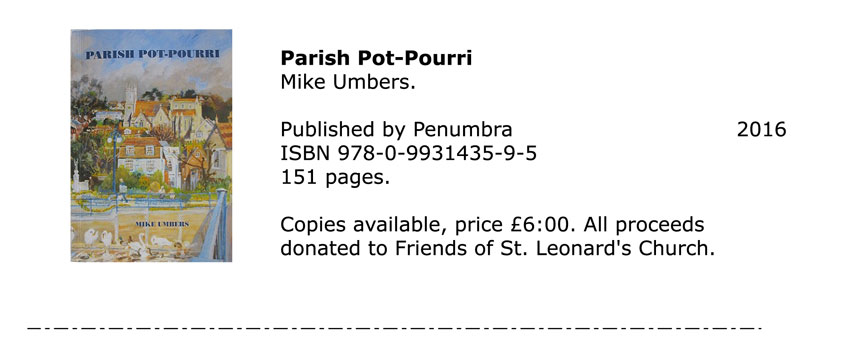 PARISH POT-POURRI
MIKE UMBERS
Parish Pot-Pourri
Mike Umbers.
Published by Penumbra 2016
ISBN 978-0-9931435-9-5
151 pages.
Copies available, price £6:00. All proceeds
donated to Friends of St. Leonard's Church.